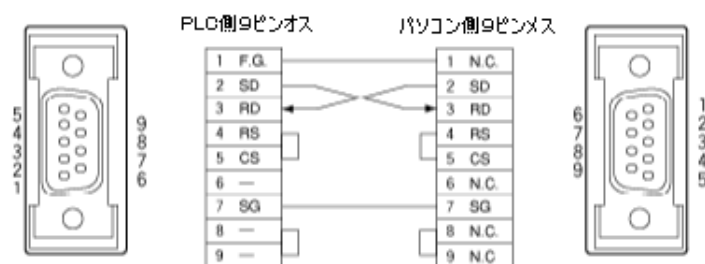 PLC側9ピンオス
パソコン側9ピンメス
1 F.G.
2 SD
3 RD
4 RS
5 CS
6 —
7 SG
8 —
9 —
1 N.C.
2 SD
3 RD
4 RS
5 CS
6 N.C.
7 SG
8 N.C.
9 N.C
5
4
3
2
1
9
8
7
6
6
7
8
9
1
2
3
4
5